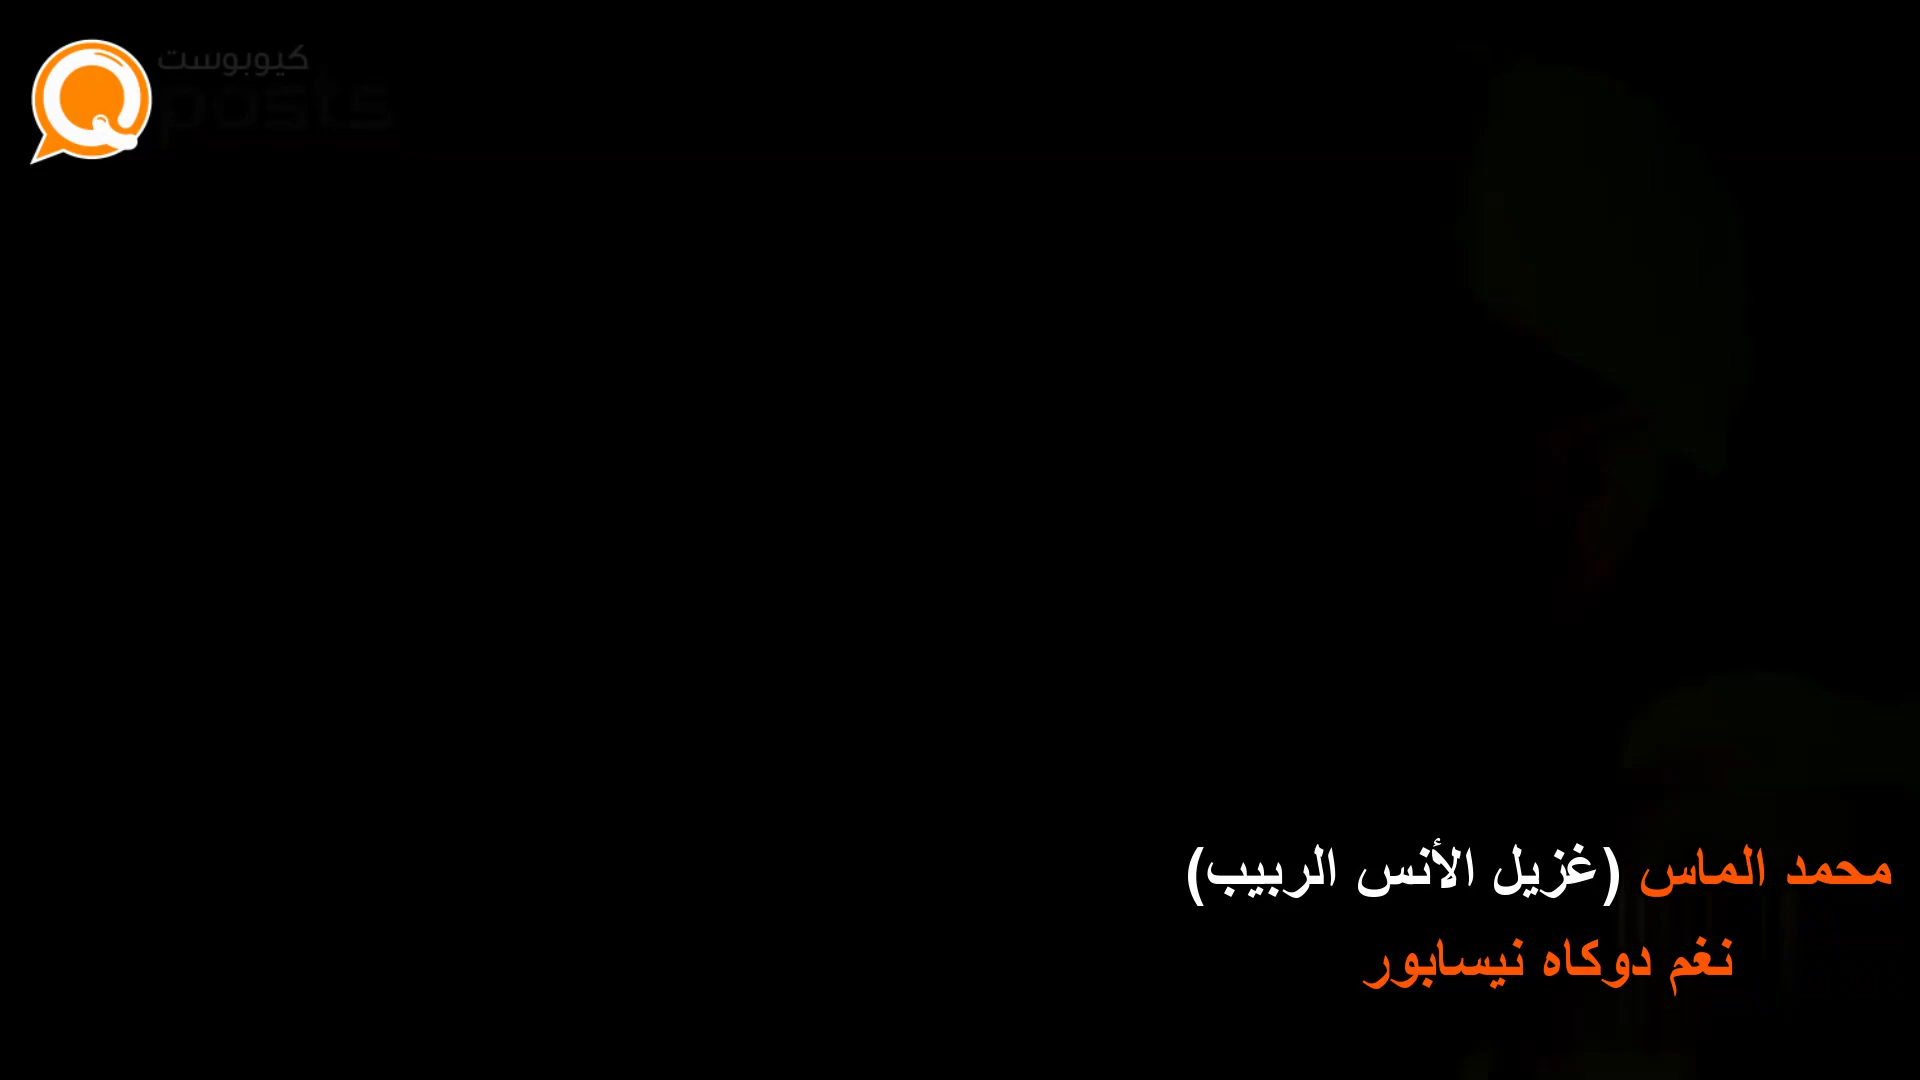 كيوبوست
posts
محمد الماس (غزيل الأنس الربيب)
نغم دوكاه نيسابور